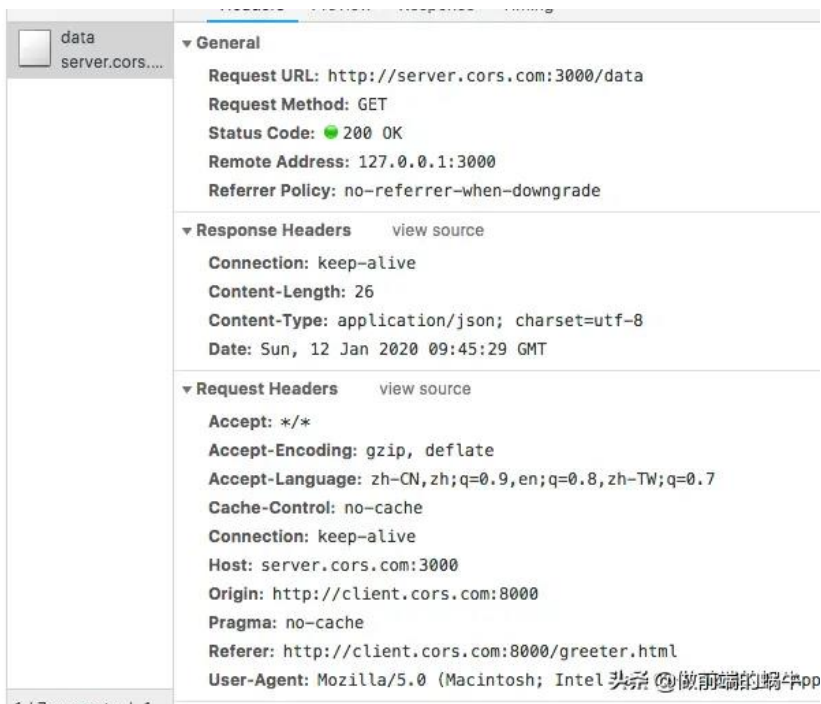 data
server.cors....
General
Request URL: http://server.cors.com:3000/data
Request Method: GET
Status Code: 200 OK
Remote Address: 127.0.0.1:3000
Referrer Policy: no-referrer-when-downgrade
Response Headers view source
Connection: keep-alive
Content-Length: 26
Content-Type: application/json; charset=utf-8
Date: Sun, 12 Jan 2020 09:45:29 GMT
Request Headers view source
Accept: */*
Accept-Encoding: gzip, deflate
Accept-Language: zh-CN,zh;q=0.9,en;q=0.8,zh-TW;q=0.7
Cache-Control: no-cache
Connection: keep-alive
Host: server.cors.com:3000
Origin: http://client.cors.com:8000
Pragma: no-cache
Referer: http://client.cors.com:8000/greeter.html
User-Agent: Mozilla/5.0 (Macintosh; Intel
头条 @做前端的蜗牛